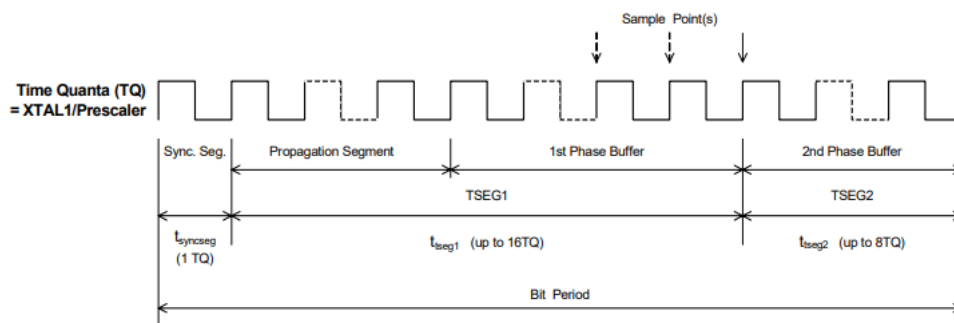 Sample Point(s)
Time Quanta (TQ)
= XTAL1/Prescaler
Sync. Seg. Propagation Segment 1st Phase Buffer 2nd Phase Buffer
TSEG1 TSEG2
tsyncseg ttseg1 (up to 16TQ) ttseg2 (up to 8TQ)
(1 TQ)
Bit Period